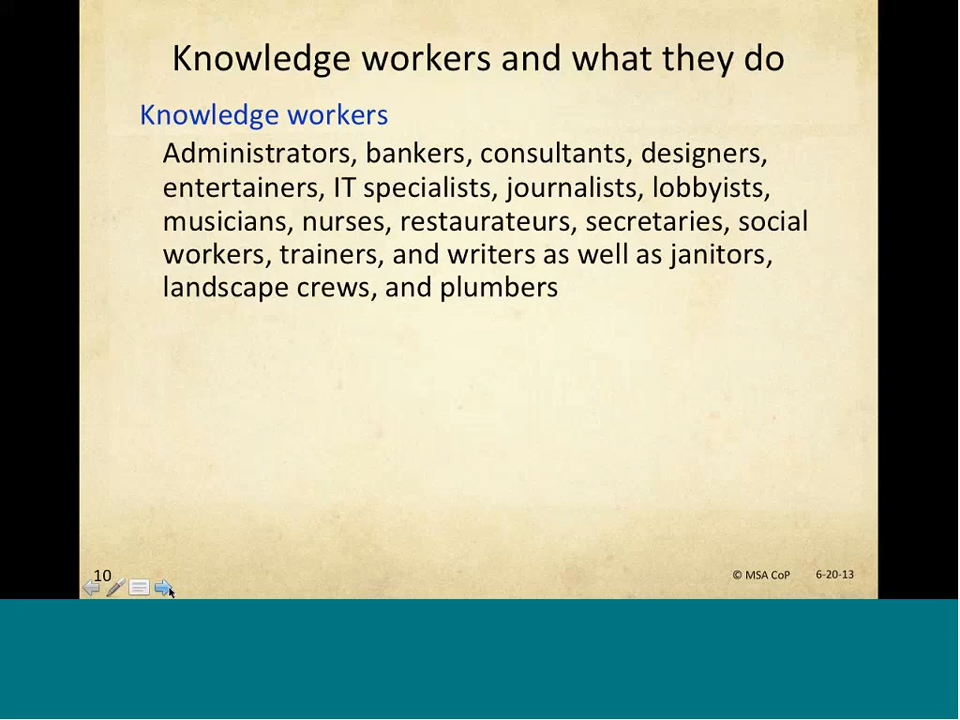 Knowledge workers and what they do
Knowledge workers
Administrators, bankers, consultants, designers,
entertainers, IT specialists, journalists, lobbyists,
musicians, nurses, restaurateurs, secretaries, social
workers, trainers, and writers as well as janitors,
landscape crews, and plumbers
10
© MSA CoP
6-20-13